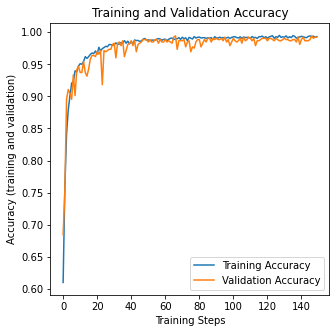 Training and Validation Accuracy
Accuracy (training and validation)
1.00
0.95
0.90
0.85
0.80
0.75
0.70
0.65
0.60
0 20 40 60 80 100 120 140
Training Steps
Training Accuracy
Validation Accuracy